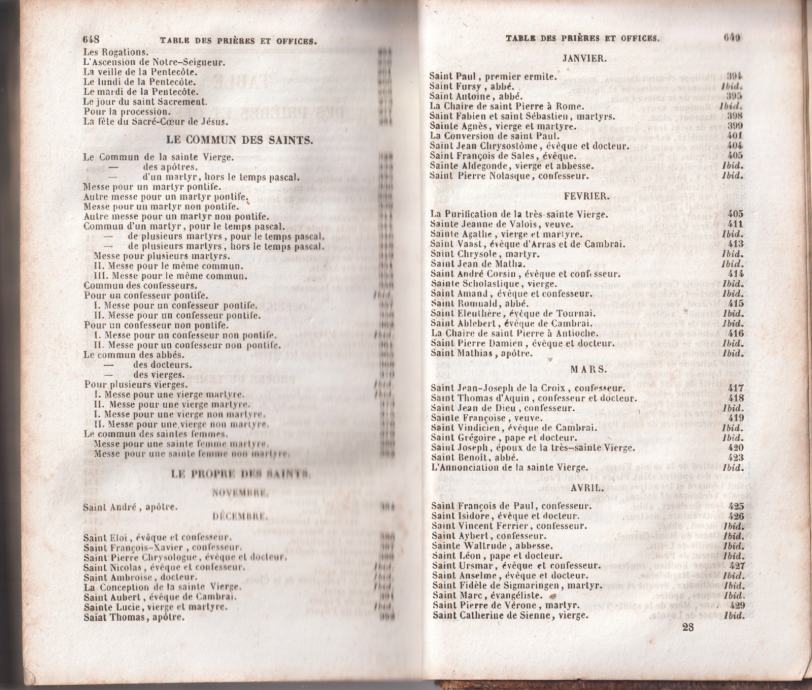 648 TABLE DES PRIÈRES ET OFFICES.
Les Rogations.
L'Ascension de Notre-Seigneur.
La veille de la Pentecôte.
Le lundi de la Pentecôte.
Le mardi de la Pentecôte.
Le jour du saint Sacrement.
Pour la procession.
La fête du Sacré-Cœur de Jésus.
LE COMMUN DES SAINTS.
Le Commun de la sainte Vierge.
— des apôtres.
— d'un martyr, hors le temps pascal.
Messe pour un martyr pontife.
Autre messe pour un martyr pontife.
Messe pour un martyr non pontife.
Autre messe pour un martyr non pontife.
Commun d'un martyr, pour le temps pascal.
— de plusieurs martyrs, pour le temps pascal.
— de plusieurs martyrs, hors le temps pascal.
Messe pour plusieurs martyrs.
II. Messe pour le même commun.
III. Messe pour le même commun.
Commun des confesseurs.
Pour un confesseur pontife. Ibid.
I. Messe pour un confesseur pontife.
II. Messe pour un confesseur pontife.
Pour un confesseur non pontife.
I. Messe pour un confesseur non pontife. Ibid.
II. Messe pour un confesseur non pontife.
Le commun des abbés.
— des docteurs.
— des vierges.
Pour plusieurs vierges. Ibid.
I. Messe pour une vierge martyre. Ibid.
II. Messe pour une vierge martyre.
I. Messe pour une vierge non martyre.
II. Messe pour une vierge non martyre.
Le commun des saintes femmes.
Messe pour une sainte femme martyre.
Messe pour une sainte femme non martyre.
LE PROPRE DES SAINTS.
NOVEMBRE.
Saint André, apôtre.
DÉCEMBRE.
Saint Eloi, évêque et confesseur.
Saint François-Xavier, confesseur.
Saint Pierre Chrysologue, évêque et docteur.
Saint Nicolas, évêque et confesseur. Ibid.
Saint Ambroise, docteur. Ibid.
La Conception de la sainte Vierge.
Saint Aubert, évêque de Cambrai.
Sainte Lucie, vierge et martyre. Ibid.
Saint Thomas, apôtre.
TABLE DES PRIÈRES ET OFFICES. 649
JANVIER.
Saint Paul, premier ermite. 394
Saint Fursy, abbé. Ibid.
Saint Antoine, abbé. 395
La Chaire de saint Pierre à Rome. Ibid.
Saint Fabien et saint Sébastien, martyrs. 398
Sainte Agnès, vierge et martyre. 399
La Conversion de saint Paul. 401
Saint Jean Chrysostôme, évêque et docteur. 404
Saint François de Sales, évêque. 405
Sainte Aldegonde, vierge et abbesse. Ibid.
Saint Pierre Nolasque, confesseur. Ibid.
FEVRIER.
La Purification de la très sainte Vierge. 405
Sainte Jeanne de Valois, veuve. 411
Sainte Agathe, vierge et martyre. Ibid.
Saint Vaast, évêque d'Arras et de Cambrai. 413
Saint Chrysole, martyr. Ibid.
Saint Jean de Matha. Ibid.
Saint André Corsin, évêque et confesseur. 414
Sainte Scholastique, vierge. Ibid.
Saint Amand, évêque et confesseur. Ibid.
Saint Romuald, abbé. 415
Saint Eleuthère, évêque de Tournai. Ibid.
Saint Ablebert, évêque de Cambrai. Ibid.
La Chaire de saint Pierre à Antioche. 416
Saint Pierre Damien, évêque et docteur. Ibid.
Saint Mathias, apôtre. Ibid.
MARS.
Saint Jean-Joseph de la Croix, confesseur. 417
Saint Thomas d'Aquin, confesseur et docteur. 418
Saint Jean de Dieu, confesseur. Ibid.
Sainte Françoise, veuve. 419
Saint Vindicien, évêque de Cambrai. Ibid.
Saint Grégoire, pape et docteur. Ibid.
Saint Joseph, époux de la très-sainte Vierge. 420
Saint Benoît, abbé. 423
L'Annonciation de la sainte Vierge. Ibid.
AVRIL.
Saint François de Paul, confesseur. 425
Saint Isidore, évêque et docteur. 426
Saint Vincent Ferrier, confesseur. Ibid.
Saint Aybert, confesseur. Ibid.
Sainte Waltrude, abbesse. Ibid.
Saint Léon, pape et docteur. Ibid.
Saint Ursmar, évêque et confesseur. 427
Saint Anselme, évêque et docteur. Ibid.
Saint Fidèle de Sigmaringen, martyr. Ibid.
Saint Marc, évangéliste. Ibid.
Saint Pierre de Vérone, martyr. 429
Saint Catherine de Sienne, vierge. Ibid.
28